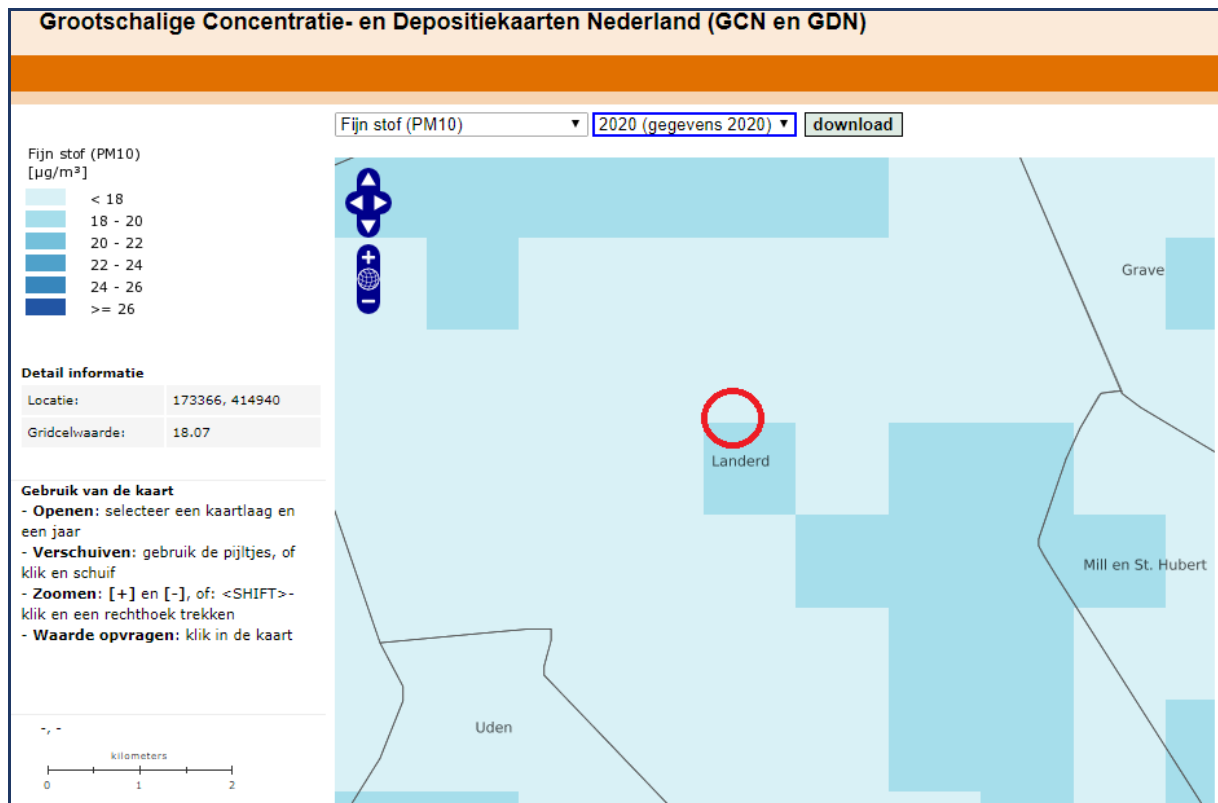 Grootschalige Concentratie- en Depositiekaarten Nederland (GCN en GDN)
Fijn stof (PM10) ▼ 2020 (gegevens 2020) ▼ download
Fijn stof (PM10)
[µg/m³]
< 18
18 - 20
20 - 22
22 - 24
24 - 26
>= 26
Detail informatie
Locatie: 173366, 414940
Gridcelwaarde: 18.07
Gebruik van de kaart
- Openen: selecteer een kaartlaag en
een jaar
- Verschuiven: gebruik de pijltjes, of
klik en schuif
- Zoomen: [+] en [-], of: <SHIFT>-
klik en een rechthoek trekken
- Waarde opvragen: klik in de kaart
-, -
kilometers
0 1 2
Grave
Landerd
Mill en St. Hubert
Uden